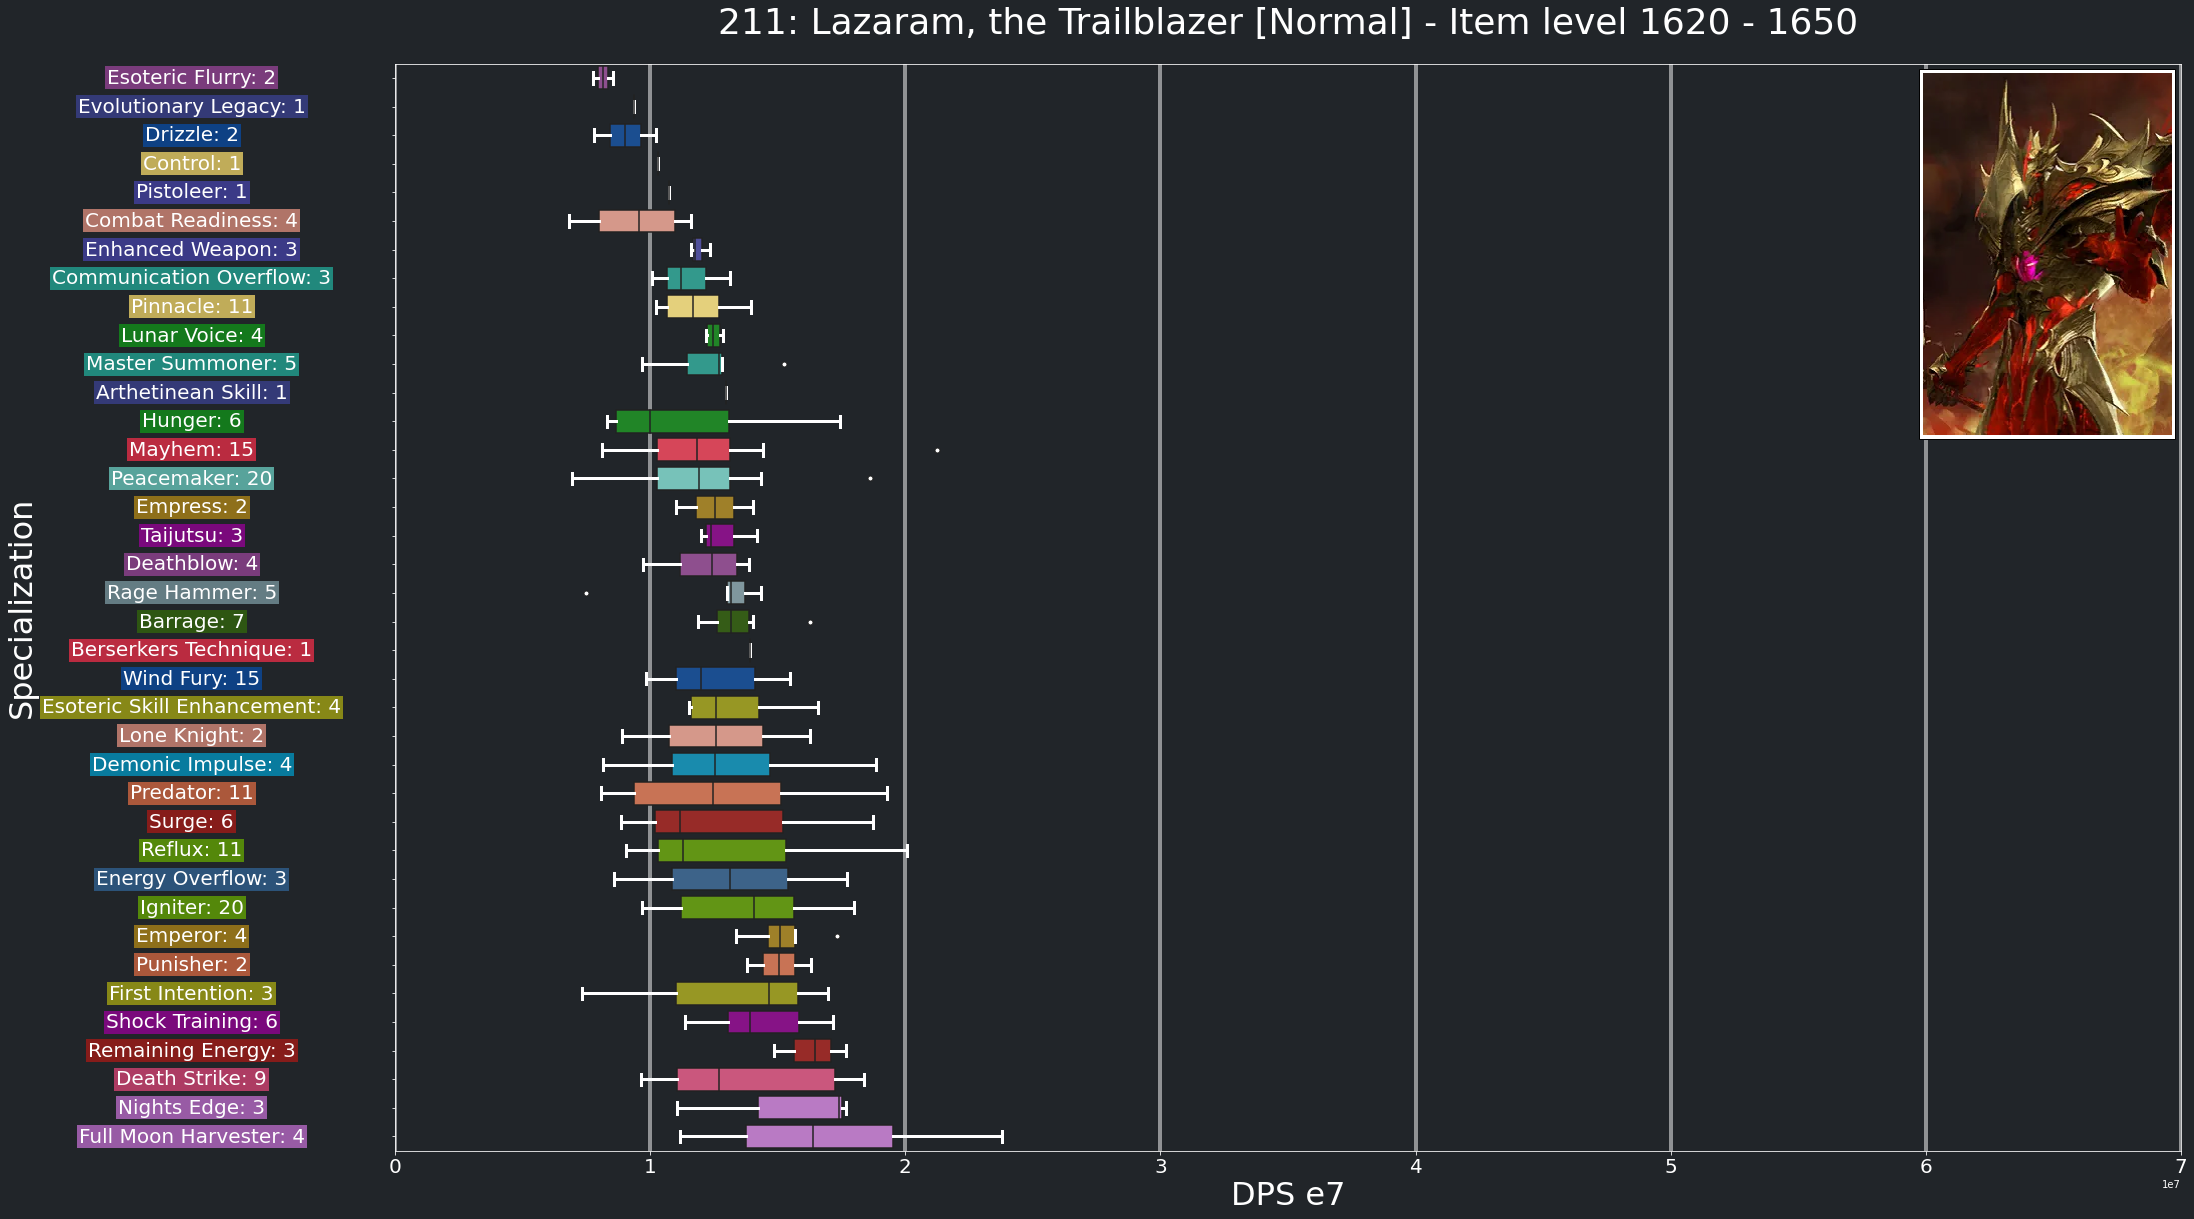 211: Lazaram, the Trailblazer [Normal] - Item level 1620 - 1650
Specialization
Esoteric Flurry: 2
Evolutionary Legacy: 1
Drizzle: 2
Control: 1
Pistoleer: 1
Combat Readiness: 4
Enhanced Weapon: 3
Communication Overflow: 3
Pinnacle: 11
Lunar Voice: 4
Master Summoner: 5
Arthetinean Skill: 1
Hunger: 6
Mayhem: 15
Peacemaker: 20
Empress: 2
Taijutsu: 3
Deathblow: 4
Rage Hammer: 5
Barrage: 7
Berserkers Technique: 1
Wind Fury: 15
Esoteric Skill Enhancement: 4
Lone Knight: 2
Demonic Impulse: 4
Predator: 11
Surge: 6
Reflux: 11
Energy Overflow: 3
Igniter: 20
Emperor: 4
Punisher: 2
First Intention: 3
Shock Training: 6
Remaining Energy: 3
Death Strike: 9
Nights Edge: 3
Full Moon Harvester: 4
0 1 2 3 4 5 6 7
1e7
DPS e7